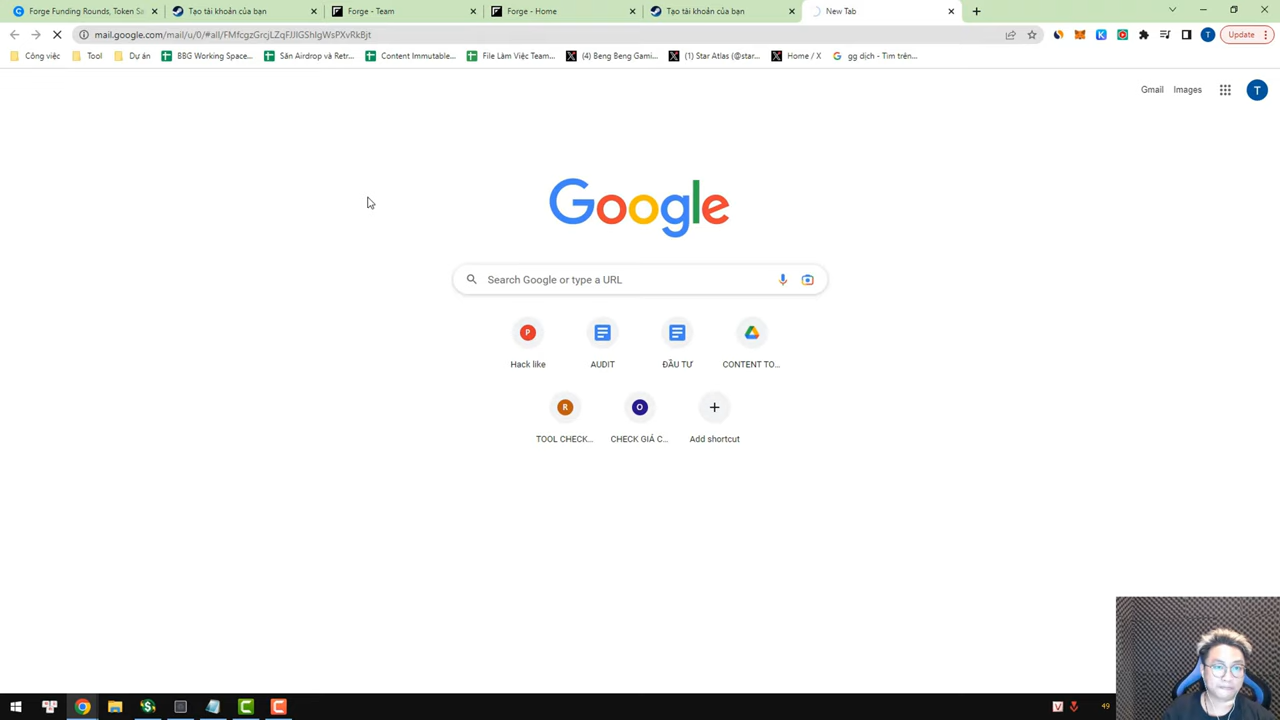 Forge Funding Rounds, Token Sa
Tạo tài khoản của bạn
Forge - Team
Forge - Home
Tạo tài khoản của bạn
New Tab
mail.google.com/mail/u/0/#all/FMfcgzGrcjLZqFJJlGShlgWsPXvRkBjt
Update
Công việc
Tool
Dự án
BBG Working Space...
Săn Airdrop và Retr...
Content Immutable...
File Làm Việc Team...
(4) Beng Beng Gami...
(1) Star Atlas (@star...
Home / X
gg dịch - Tìm trên...
Gmail
Images
T
Google
Search Google or type a URL
P
Hack like
AUDIT
ĐẦU TƯ
CONTENT TO...
R
TOOL CHECK...
O
CHECK GIÁ C...
Add shortcut
49